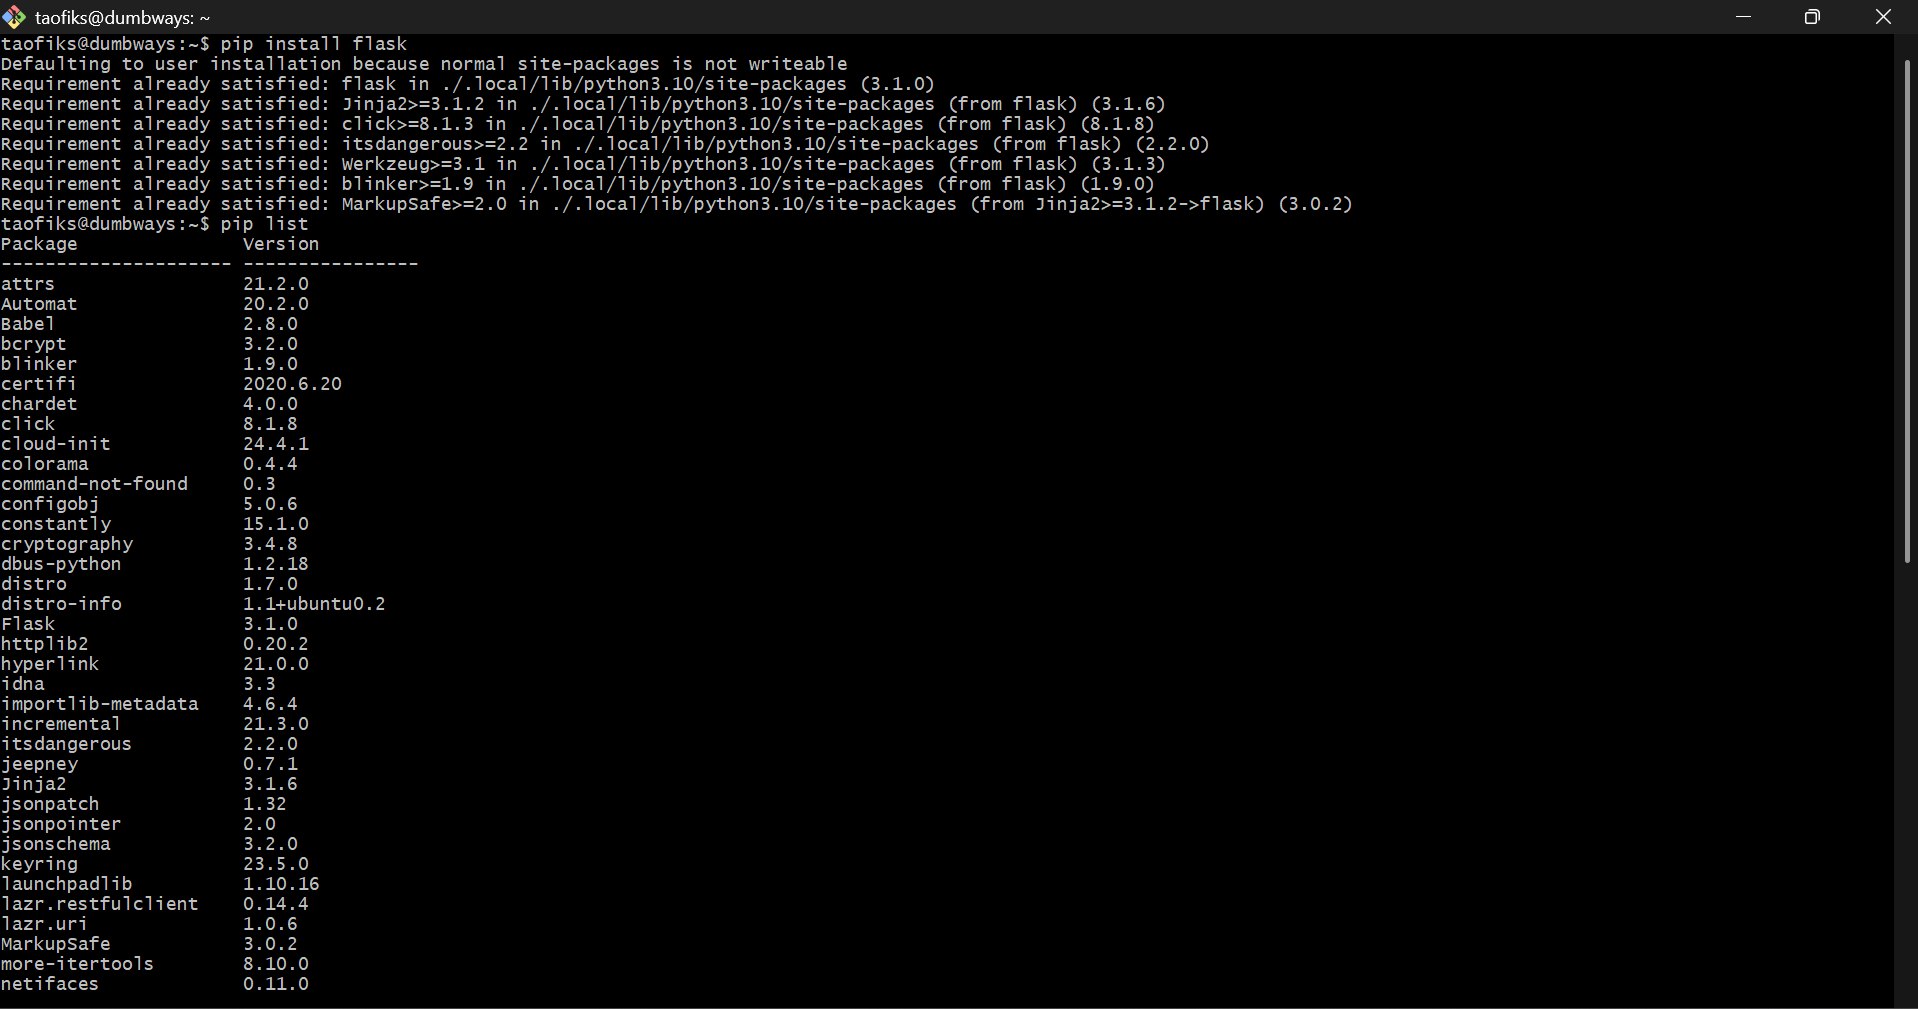 taofiks@dumbways: ~
taofiks@dumbways:~$ pip install flask
Defaulting to user installation because normal site-packages is not writeable
Requirement already satisfied: flask in ./.local/lib/python3.10/site-packages (3.1.0)
Requirement already satisfied: Jinja2>=3.1.2 in ./.local/lib/python3.10/site-packages (from flask) (3.1.6)
Requirement already satisfied: click>=8.1.3 in ./.local/lib/python3.10/site-packages (from flask) (8.1.8)
Requirement already satisfied: itsdangerous>=2.2 in ./.local/lib/python3.10/site-packages (from flask) (2.2.0)
Requirement already satisfied: Werkzeug>=3.1 in ./.local/lib/python3.10/site-packages (from flask) (3.1.3)
Requirement already satisfied: blinker>=1.9 in ./.local/lib/python3.10/site-packages (from flask) (1.9.0)
Requirement already satisfied: MarkupSafe>=2.0 in ./.local/lib/python3.10/site-packages (from Jinja2>=3.1.2->flask) (3.0.2)
taofiks@dumbways:~$ pip list
Package               Version
--------------------- ----------------
attrs                 21.2.0
Automat               20.2.0
Babel                 2.8.0
bcrypt                3.2.0
blinker               1.9.0
certifi               2020.6.20
chardet               4.0.0
click                 8.1.8
cloud-init            24.4.1
colorama              0.4.4
command-not-found     0.3
configobj             5.0.6
constantly            15.1.0
cryptography          3.4.8
dbus-python           1.2.18
distro                1.7.0
distro-info           1.1+ubuntu0.2
Flask                 3.1.0
httplib2              0.20.2
hyperlink             21.0.0
idna                  3.3
importlib-metadata    4.6.4
incremental           21.3.0
itsdangerous          2.2.0
jeepney               0.7.1
Jinja2                3.1.6
jsonpatch             1.32
jsonpointer           2.0
jsonschema            3.2.0
keyring               23.5.0
launchpadlib          1.10.16
lazr.restfulclient    0.14.4
lazr.uri              1.0.6
MarkupSafe            3.0.2
more-itertools        8.10.0
netifaces             0.11.0